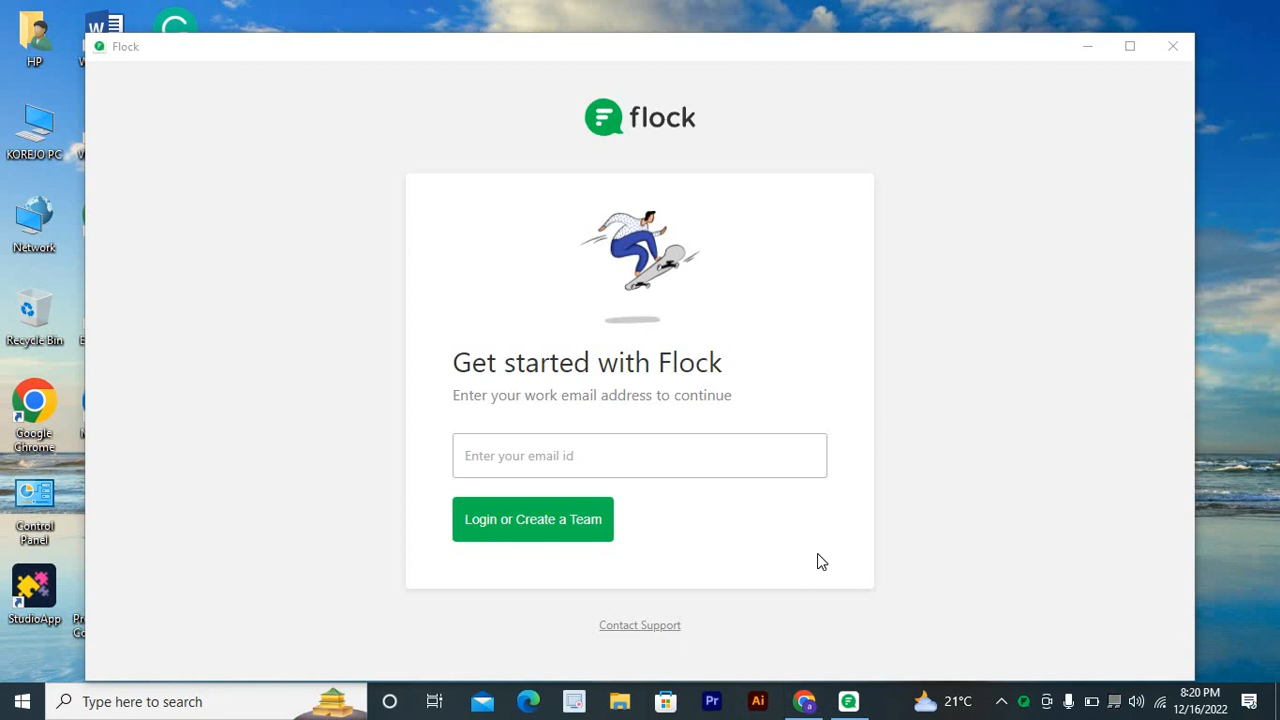 HP
KOREJO PC
Network
Recycle Bin
Google
Chrome
Control
Panel
StudioApp
Flock
flock
Get started with Flock
Enter your work email address to continue
Enter your email id
Login or Create a Team
Contact Support
Type here to search
Pr
Ai
21°C
8:20 PM
12/16/2022